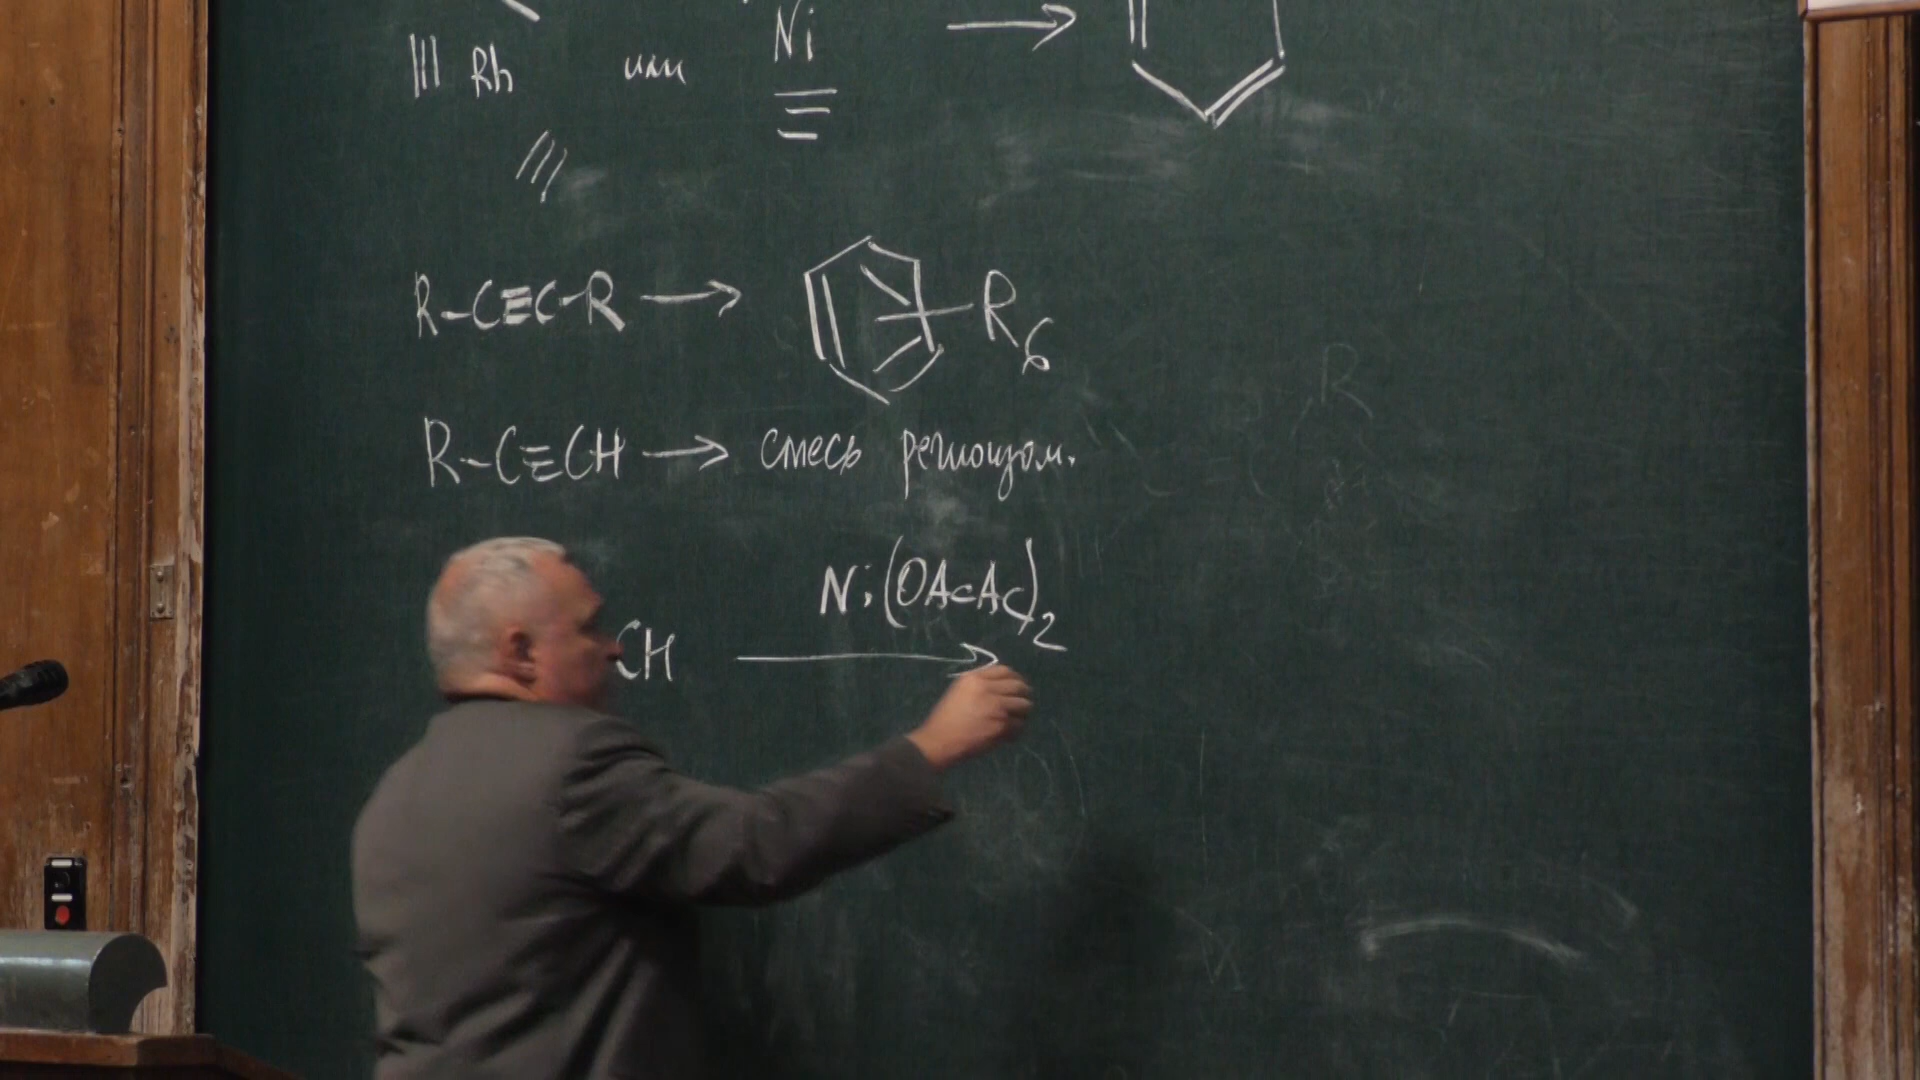 Rh или Ni
R-C≡C-R → R6
R-C≡CH → смесь региоизом.
Ni(OAcAc)2
CH →